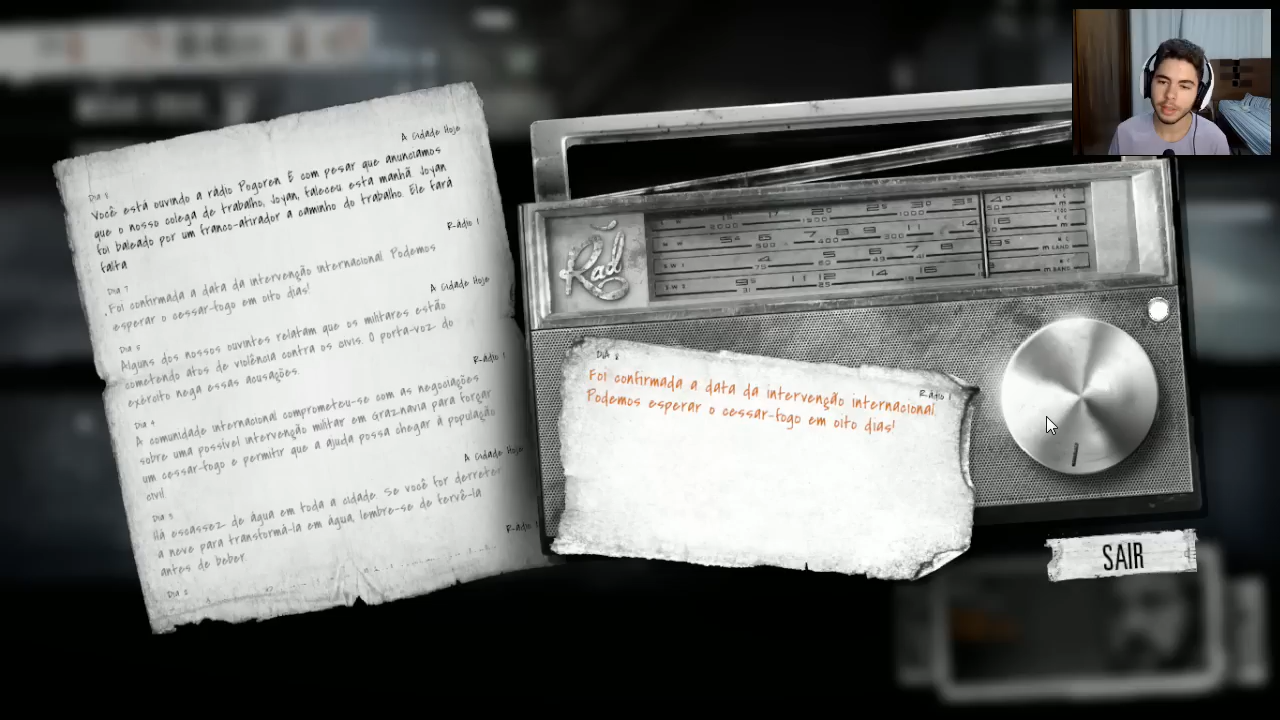 A Cidade Hoje
Dia 8
Você está ouvindo a rádio Pogoren É com pesar que anunciamos
que o nosso colega de trabalho, Joyan, faleceu esta manhã. Joyan
foi baleado por um franco-atirador a caminho do trabalho. Ele fará
falta
Rádio 1
Dia 7
Foi confirmada a data da intervenção internacional. Podemos
esperar o cessar-fogo em oito dias!
A Cidade Hoje
Dia 5
Alguns dos nossos ouvintes relatam que os militares estão
cometendo atos de violência contra os civis. O porta-voz do
exército nega essas acusações.
Rádio 1
Dia 4
A comunidade internacional comprometeu-se com as negociações
sobre uma possível intervenção militar em Graznavia para forçar
um cessar-fogo e permitir que a ajuda possa chegar à população
civil
A Cidade Hoje
Dia 3
Há escassez de água em toda a cidade. Se você for derreter
a neve para transformá-la em água, lembre-se de fervê-la
antes de beber.
Rádio 1
Dia 2
Rád
Dia 8
Rádio 1
Foi confirmada a data da intervenção internacional.
Podemos esperar o cessar-fogo em oito dias!
SAIR